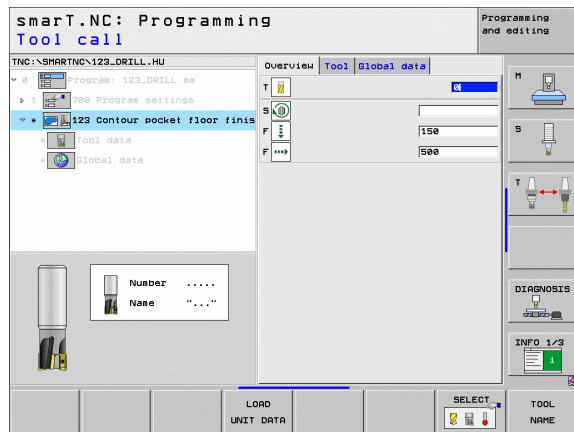 smarT.NC: Programming
Tool call
Programming
and editing
TNC:\SMARTNC\123_DRILL.HU
0 Program: 123_DRILL mm
1 700 Program settings
* 123 Contour pocket floor finis
* Tool data
* Global data
Overview Tool Global data
T 0
S
F 150
F 500
Number .....
Name "..."
M
S
T
DIAGNOSIS
INFO 1/3
i
LOAD
UNIT DATA
SELECT
TOOL
NAME